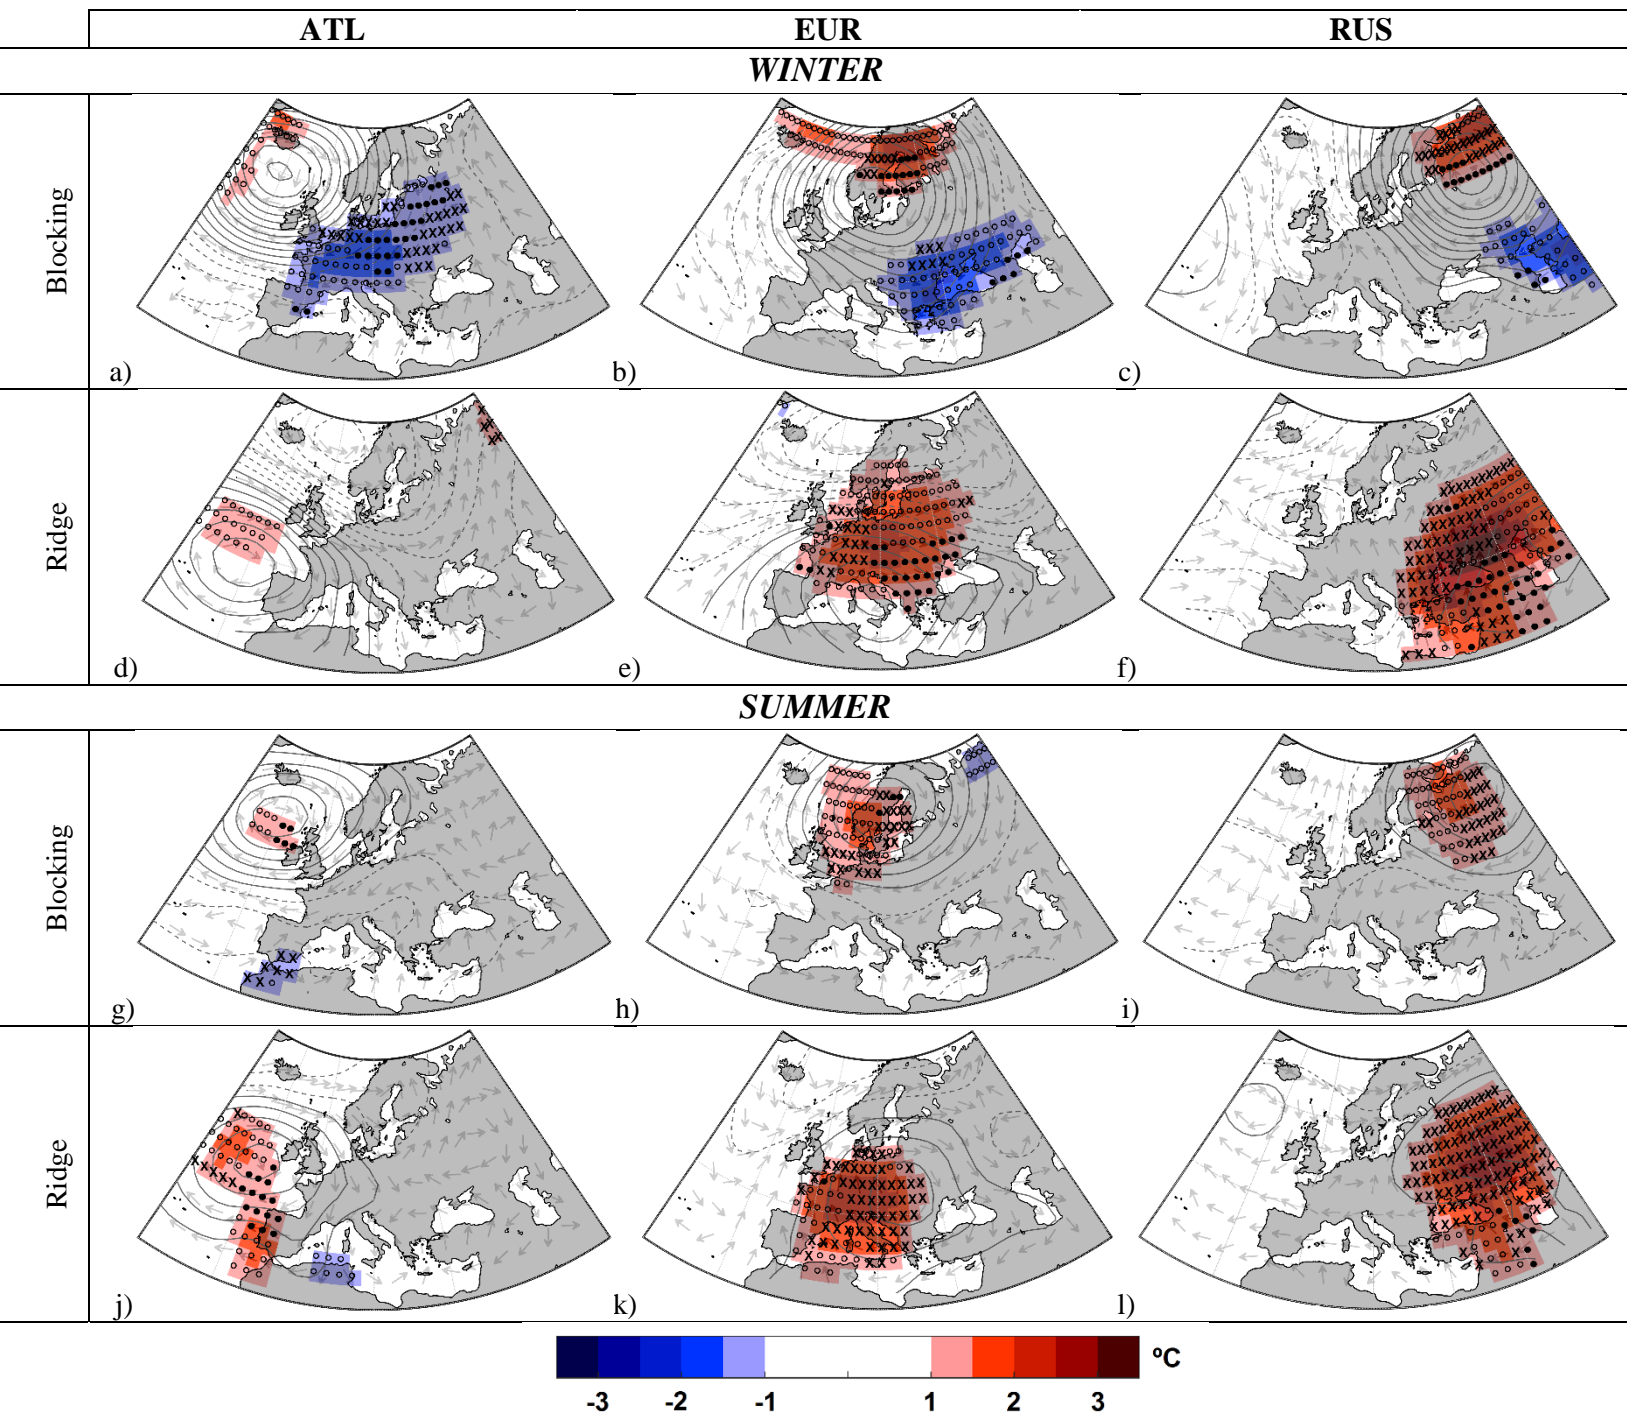 ATL EUR RUS
WINTER
Blocking
a) b) c)
Ridge
d) e) f)
SUMMER
Blocking
g) h) i)
Ridge
j) k) l)
ºC
-3 -2 -1 1 2 3